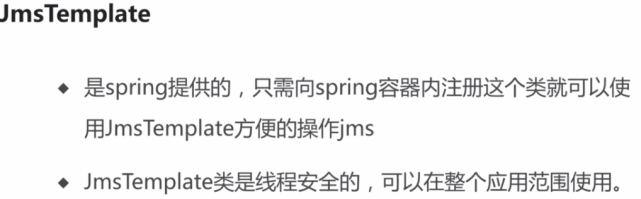 JmsTemplate
◆ 是spring提供的，只需向spring容器内注册这个类就可以使
用JmsTemplate方便的操作jms
◆ JmsTemplate类是线程安全的，可以在整个应用范围使用。